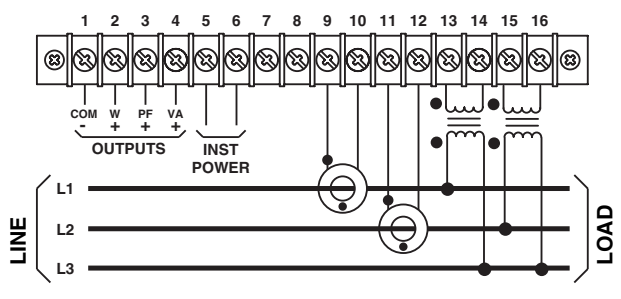 1 2 3 4 5 6 7 8 9 10 11 12 13 14 15 16
COM W PF VA
- + + +
OUTPUTS
INST
POWER
LINE
L1
L2
L3
LOAD